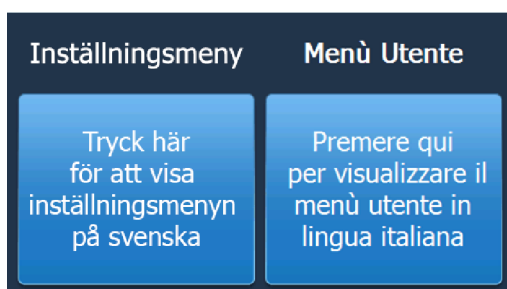 Inställningsmeny
Tryck här
för att visa
inställningsmenyn
på svenska
Menù Utente
Premere qui
per visualizzare il
menù utente in
lingua italiana